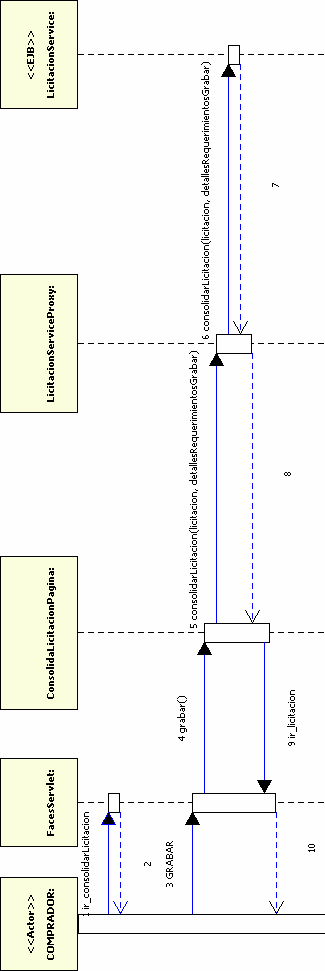 <<Actor>>
COMPRADOR:
FacesServlet:
ConsolidaLicitacionPagina:
LicitacionServiceProxy:
<<EJB>>
LicitacionService:
1 ir_consolidarLicitacion
2
3 GRABAR
4 grabar()
5 consolidarLicitacion(licitacion, detallesRequerimientosGrabar)
6 consolidarLicitacion(licitacion, detallesRequerimientosGrabar)
7
8
9 ir_licitacion
10